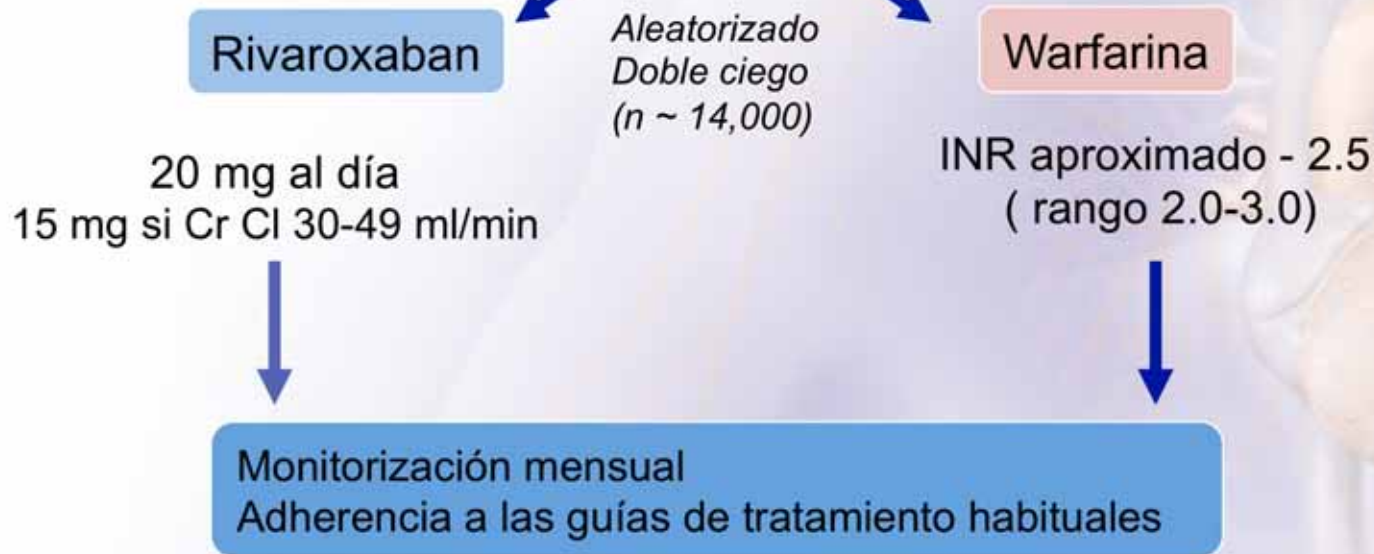 Rivaroxaban
Aleatorizado
Doble ciego
(n ~ 14,000)
Warfarina
20 mg al día
15 mg si Cr Cl 30-49 ml/min
INR aproximado - 2.5
( rango 2.0-3.0)
Monitorización mensual
Adherencia a las guías de tratamiento habituales